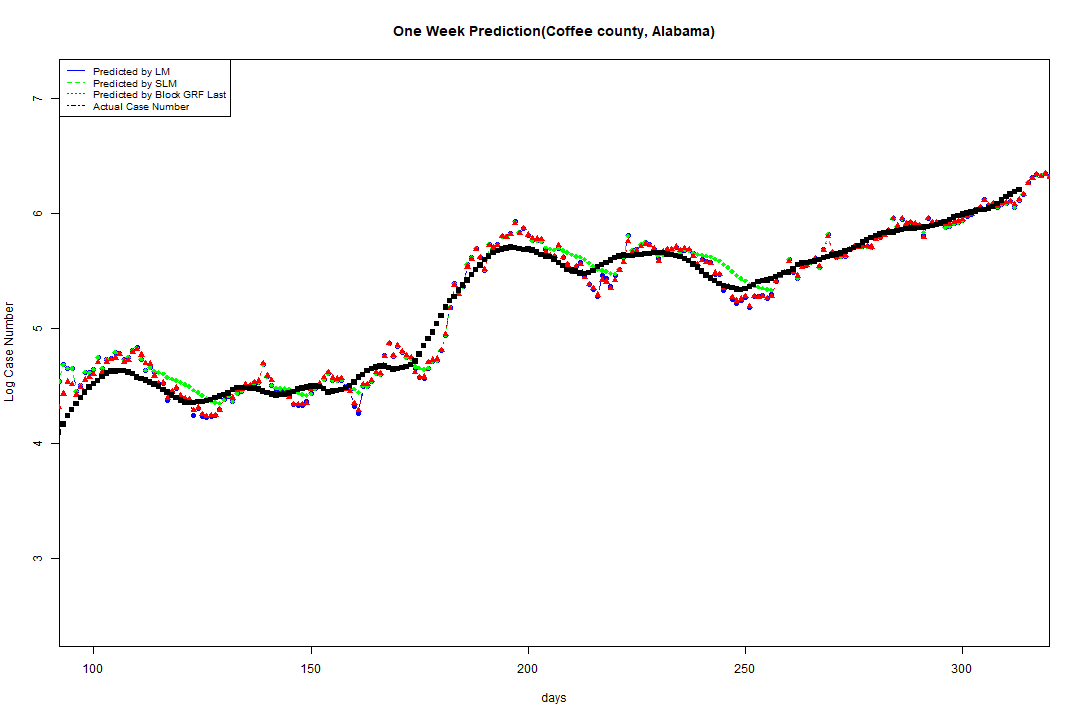 One Week Prediction(Coffee county, Alabama)
Predicted by LM
Predicted by SLM
Predicted by Block GRF Last
Actual Case Number
7
6
5
4
3
Log Case Number
100 150 200 250 300
days